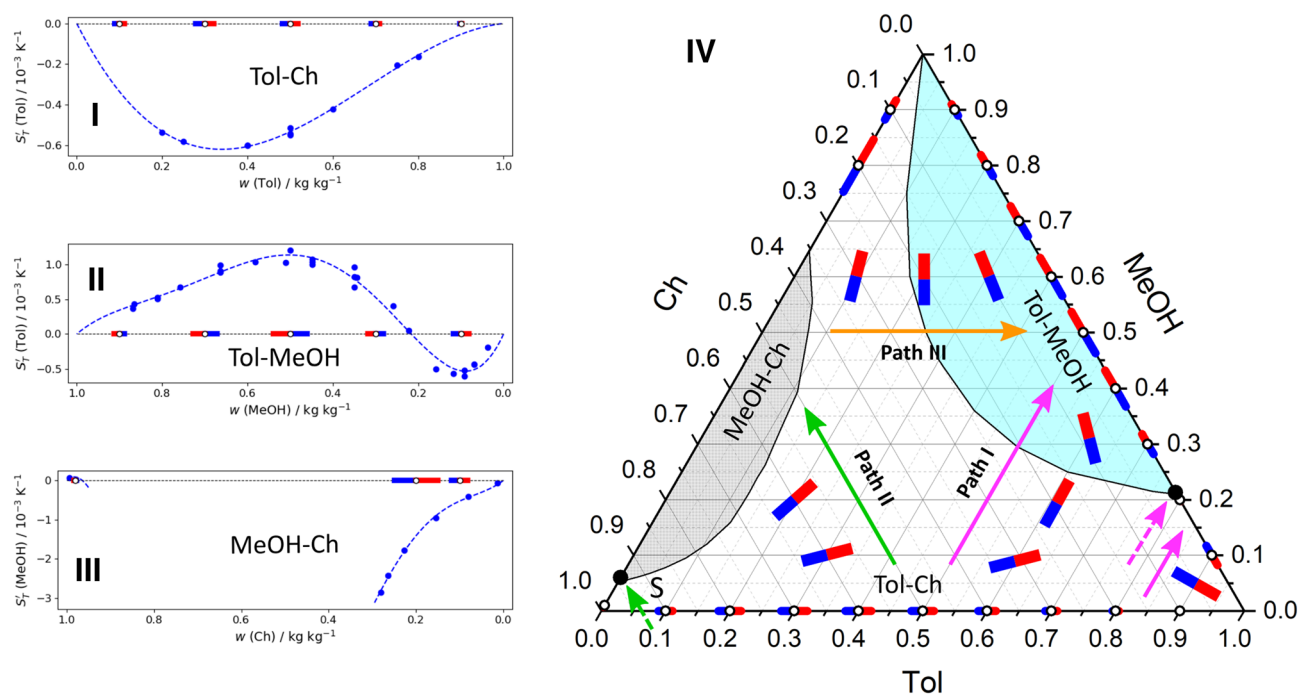 0.0
-0.2
-0.4
-0.6
S'T (Tol) / 10⁻³ K⁻¹
Tol-Ch
I
0.0 0.2 0.4 0.6 0.8 1.0
w (Tol) / kg kg⁻¹
1.0
0.5
0.0
-0.5
S'T (Tol) / 10⁻³ K⁻¹
II
Tol-MeOH
1.0 0.8 0.6 0.4 0.2 0.0
w (MeOH) / kg kg⁻¹
0
-1
-2
-3
S'T (MeOH) / 10⁻³ K⁻¹
MeOH-Ch
III
1.0 0.8 0.6 0.4 0.2 0.0
w (Ch) / kg kg⁻¹
IV
0.0
0.1
0.2
0.3
0.4
0.5
0.6
0.7
0.8
0.9
1.0
Ch
1.0
0.9
0.8
0.7
0.6
0.5
0.4
0.3
0.2
0.1
0.0
MeOH
MeOH-Ch
Tol-MeOH
Path III
Path II
Path I
Tol-Ch
S
0.0 0.1 0.2 0.3 0.4 0.5 0.6 0.7 0.8 0.9 1.0
Tol